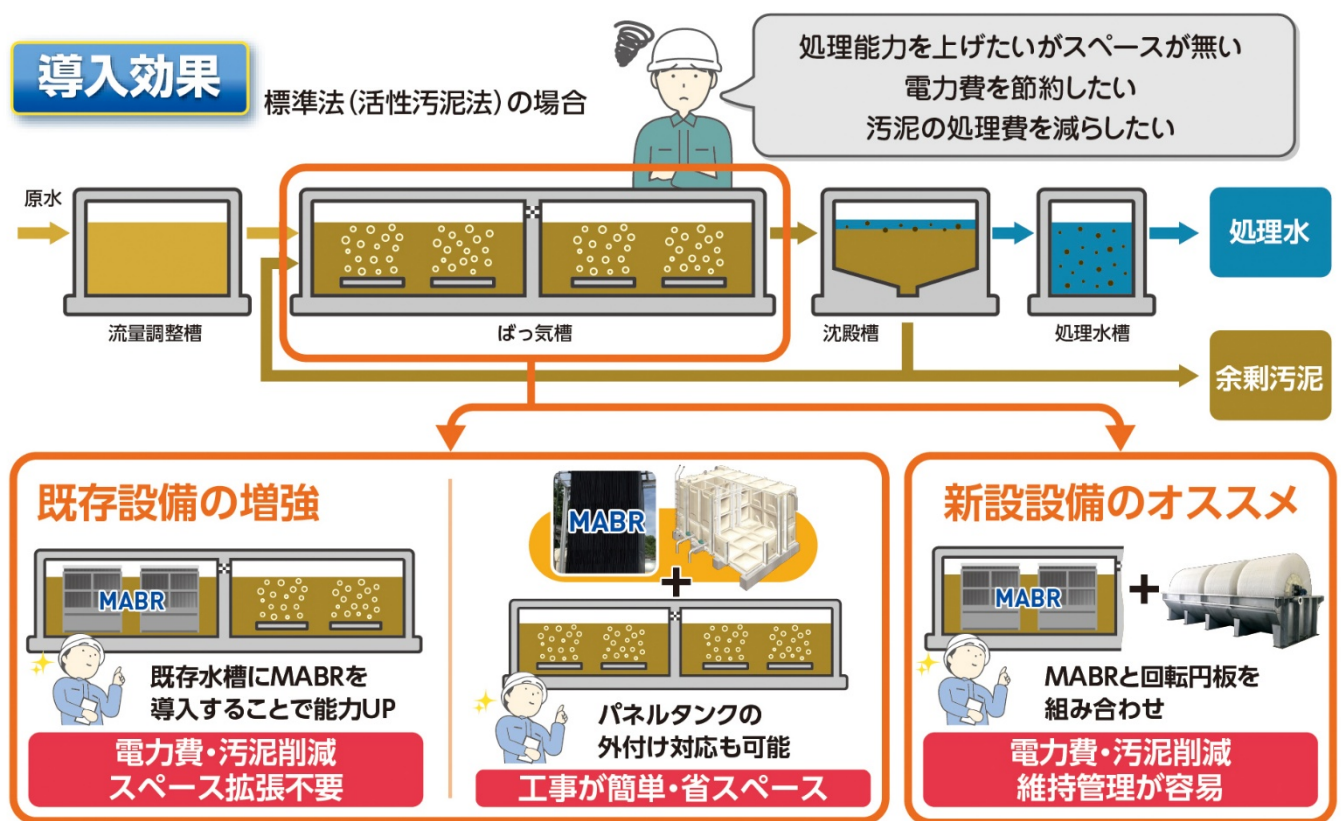 導入効果
標準法(活性汚泥法)の場合
処理能力を上げたいがスペースが無い
電力費を節約したい
汚泥の処理費を減らしたい
原水
流量調整槽
ばっ気槽
沈殿槽
処理水槽
処理水
余剰汚泥
既存設備の増強
MABR
既存水槽にMABRを
導入することで能力UP
電力費・汚泥削減
スペース拡張不要
MABR
+
パネルタンクの
外付け対応も可能
工事が簡単・省スペース
新設設備のオススメ
MABR
+
MABRと回転円板を
組み合わせ
電力費・汚泥削減
維持管理が容易